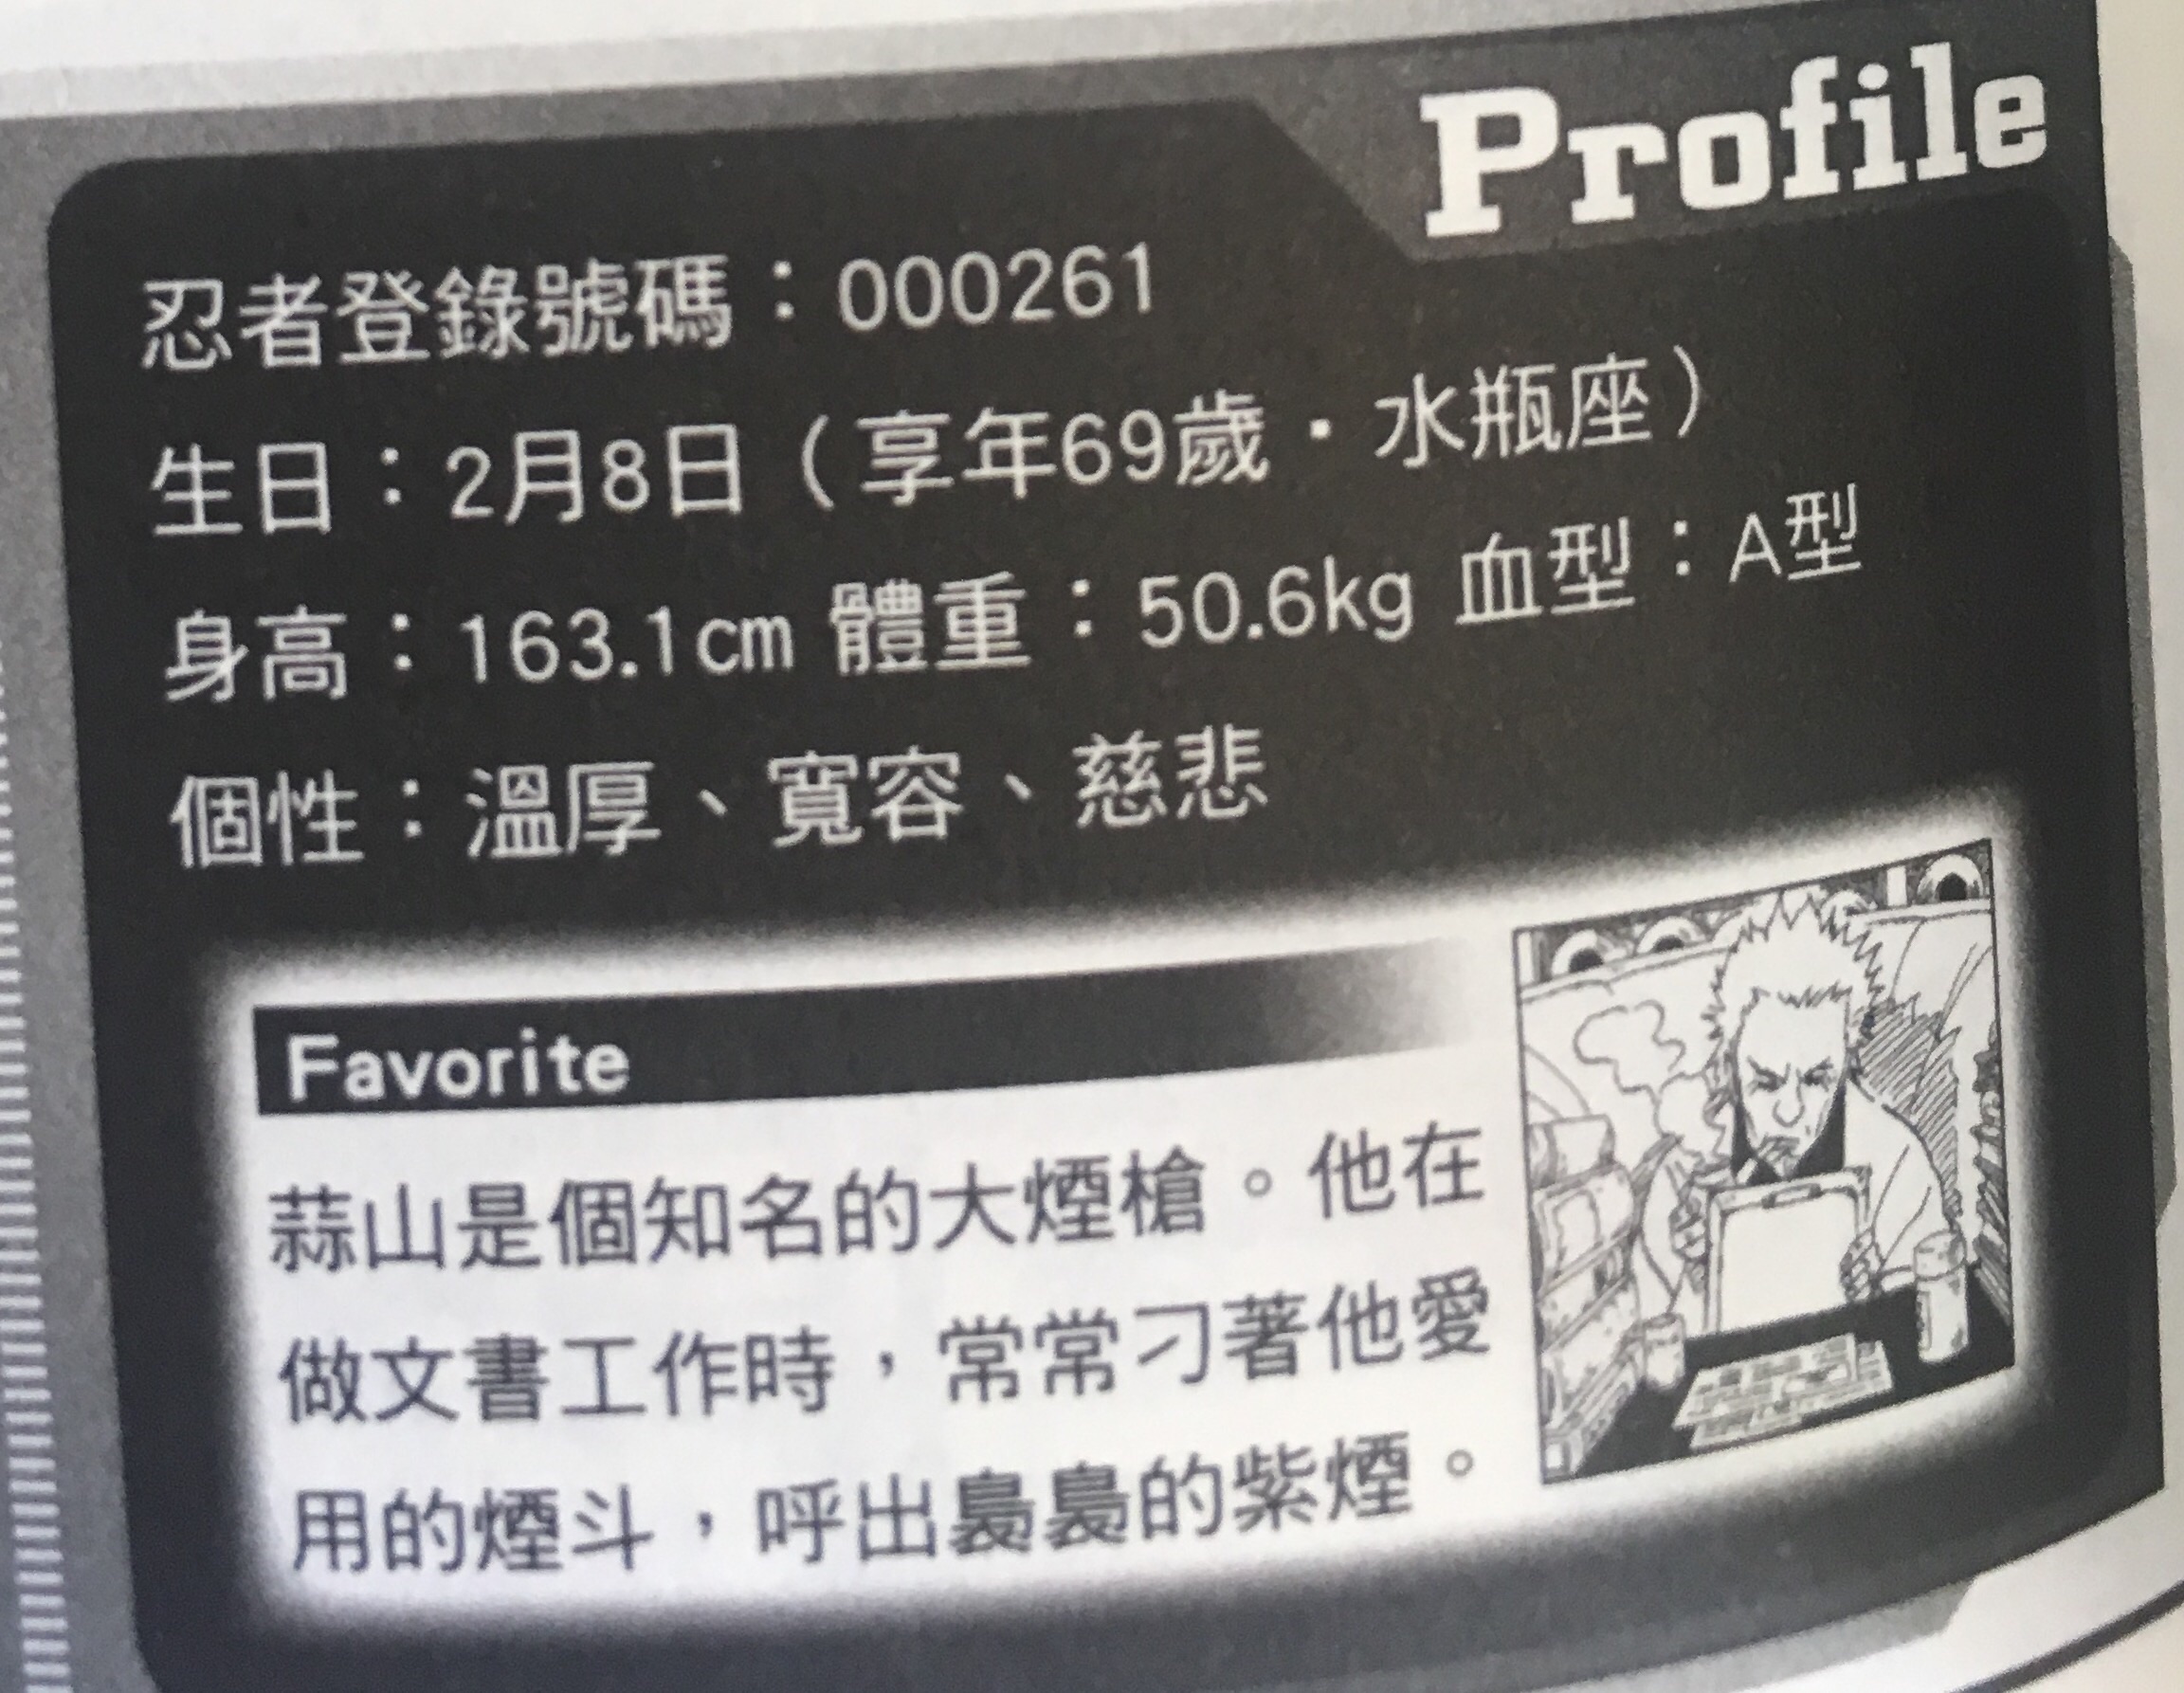 Profile
忍者登錄號碼：000261
生日：2月8日（享年69歲・水瓶座）
身高：163.1cm 體重：50.6kg 血型：A型
個性：溫厚、寬容、慈悲
Favorite
蒜山是個知名的大煙槍。他在
做文書工作時，常常刁著他愛
用的煙斗，呼出裊裊的紫煙。